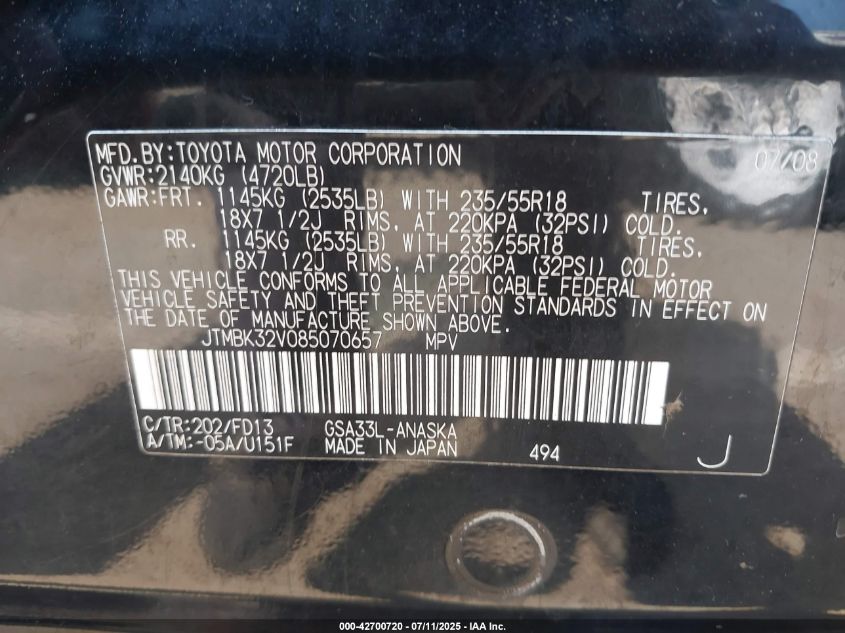 MFD.BY:TOYOTA MOTOR CORPORATION 07/08
GVWR:2140KG (4720LB)
GAWR:FRT. 1145KG (2535LB) WITH 235/55R18 TIRES,
18X7 1/2J RIMS, AT 220KPA (32PSI) COLD.
RR. 1145KG (2535LB) WITH 235/55R18 TIRES,
18X7 1/2J RIMS, AT 220KPA (32PSI) COLD.
THIS VEHICLE CONFORMS TO ALL APPLICABLE FEDERAL MOTOR
VEHICLE SAFETY AND THEFT PREVENTION STANDARDS IN EFFECT ON
THE DATE OF MANUFACTURE SHOWN ABOVE.
JTMBK32V085070657 MPV
C/TR:202/FD13 GSA33L-ANASKA
A/TM:-05A/U151F MADE IN JAPAN 494 J
000-42700720 - 07/11/2025 - IAA Inc.